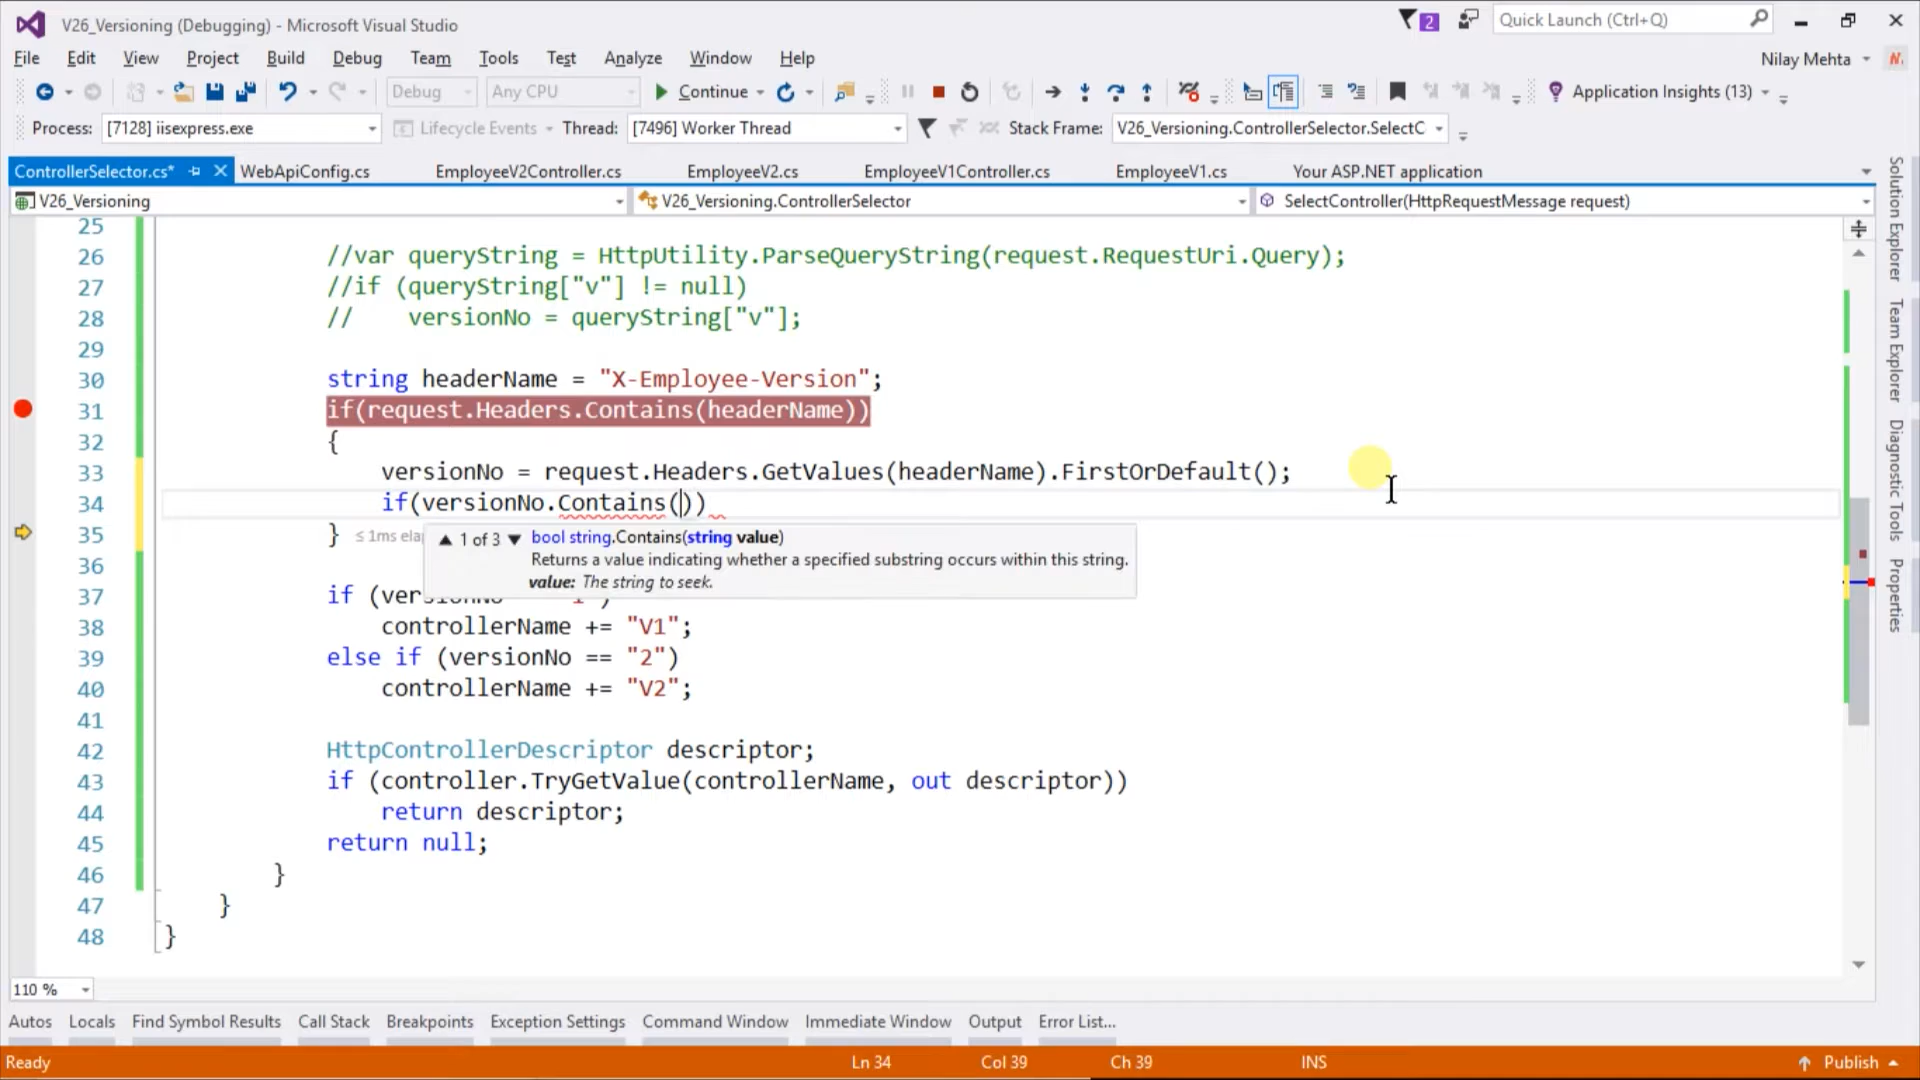 V26_Versioning (Debugging) - Microsoft Visual Studio
2
Quick Launch (Ctrl+Q)
File Edit View Project Build Debug Team Tools Test Analyze Window Help
Nilay Mehta
Debug Any CPU Continue Application Insights (13)
Process: [7128] iisexpress.exe Lifecycle Events Thread: [7496] Worker Thread Stack Frame: V26_Versioning.ControllerSelector.SelectC
ControllerSelector.cs* WebApiConfig.cs EmployeeV2Controller.cs EmployeeV2.cs EmployeeV1Controller.cs EmployeeV1.cs Your ASP.NET application
V26_Versioning V26_Versioning.ControllerSelector SelectController(HttpRequestMessage request)
25
26 //var queryString = HttpUtility.ParseQueryString(request.RequestUri.Query);
27 //if (queryString["v"] != null)
28 // versionNo = queryString["v"];
29
30 string headerName = "X-Employee-Version";
31 if(request.Headers.Contains(headerName))
32 {
33 versionNo = request.Headers.GetValues(headerName).FirstOrDefault();
34 if(versionNo.Contains())
35 } ≤ 1ms ela
▲ 1 of 3 ▼ bool string.Contains(string value)
Returns a value indicating whether a specified substring occurs within this string.
value: The string to seek.
36
37 if (ver
38 controllerName += "V1";
39 else if (versionNo == "2")
40 controllerName += "V2";
41
42 HttpControllerDescriptor descriptor;
43 if (controller.TryGetValue(controllerName, out descriptor))
44 return descriptor;
45 return null;
46 }
47 }
48 }
Solution Explorer
Team Explorer
Diagnostic Tools
Properties
110 %
Autos Locals Find Symbol Results Call Stack Breakpoints Exception Settings Command Window Immediate Window Output Error List...
Ready Ln 34 Col 39 Ch 39 INS Publish